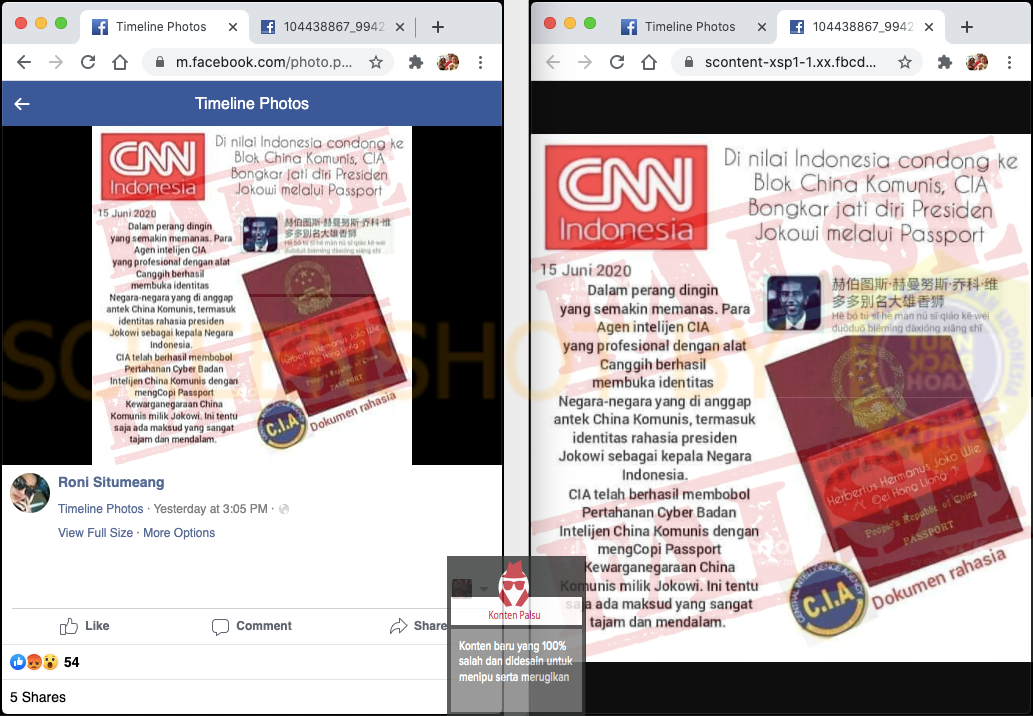 Timeline Photos
104438867_9942
m.facebook.com/photo.p...
Timeline Photos
CNN
Indonesia
Di nilai Indonesia condong ke
Blok China Komunis, CIA
Bongkar jati diri Presiden
Jokowi melalui Passport
15 Juni 2020
Dalam perang dingin
yang semakin memanas. Para
Agen intelijen CIA
yang profesional dengan alat
Canggih berhasil
membuka identitas
Negara-negara yang di anggap
antek China Komunis, termasuk
identitas rahasia presiden
Jokowi sebagai kepala Negara
Indonesia.
CIA telah berhasil membobol
Pertahanan Cyber Badan
Intelijen China Komunis dengan
mengCopi Passport
Kewarganegaraan China
Komunis milik Jokowi. Ini tentu
saja ada maksud yang sangat
tajam dan mendalam.
赫伯图斯·赫曼努斯·乔科·维
多多别名大雄香狮
Hè bó tú sī hè màn nǔ sī qiáo kē-wéi
duōduō biémíng dàxióng xiāng shī
Herbertus Hermanus Joko Wie
People's Republic of China
PASSPORT
C.I.A
Dokumen rahasia
FALSE
FALSE
SCREENSHOT BY
Roni Situmeang
Timeline Photos · Yesterday at 3:05 PM ·
View Full Size · More Options
Like
Comment
Share
54
5 Shares
Timeline Photos
104438867_9942
scontent-xsp1-1.xx.fbcd...
CNN
Indonesia
Di nilai Indonesia condong ke
Blok China Komunis, CIA
Bongkar jati diri Presiden
Jokowi melalui Passport
15 Juni 2020
Dalam perang dingin
yang semakin memanas. Para
Agen intelijen CIA
yang profesional dengan alat
Canggih berhasil
membuka identitas
Negara-negara yang di anggap
antek China Komunis, termasuk
identitas rahasia presiden
Jokowi sebagai kepala Negara
Indonesia.
CIA telah berhasil membobol
Pertahanan Cyber Badan
Intelijen China Komunis dengan
mengCopi Passport
Kewarganegaraan China
Komunis milik Jokowi. Ini tentu
saja ada maksud yang sangat
tajam dan mendalam.
赫伯图斯·赫曼努斯·乔科·维
多多别名大雄香狮
Hè bó tú sī hè màn nǔ sī qiáo kē-wéi
duōduō biémíng dàxióng xiāng shī
Herbertus Hermanus Joko Wie
( Oei Hong Liong )
People's Republic of China
PASSPORT
CENTRAL INTELLIGENCE AGENCY
C.I.A
Dokumen rahasia
FALSE
FALSE
TURN
BACK
HOAX
Konten Palsu
Konten baru yang 100%
salah dan didesain untuk
menipu serta merugikan